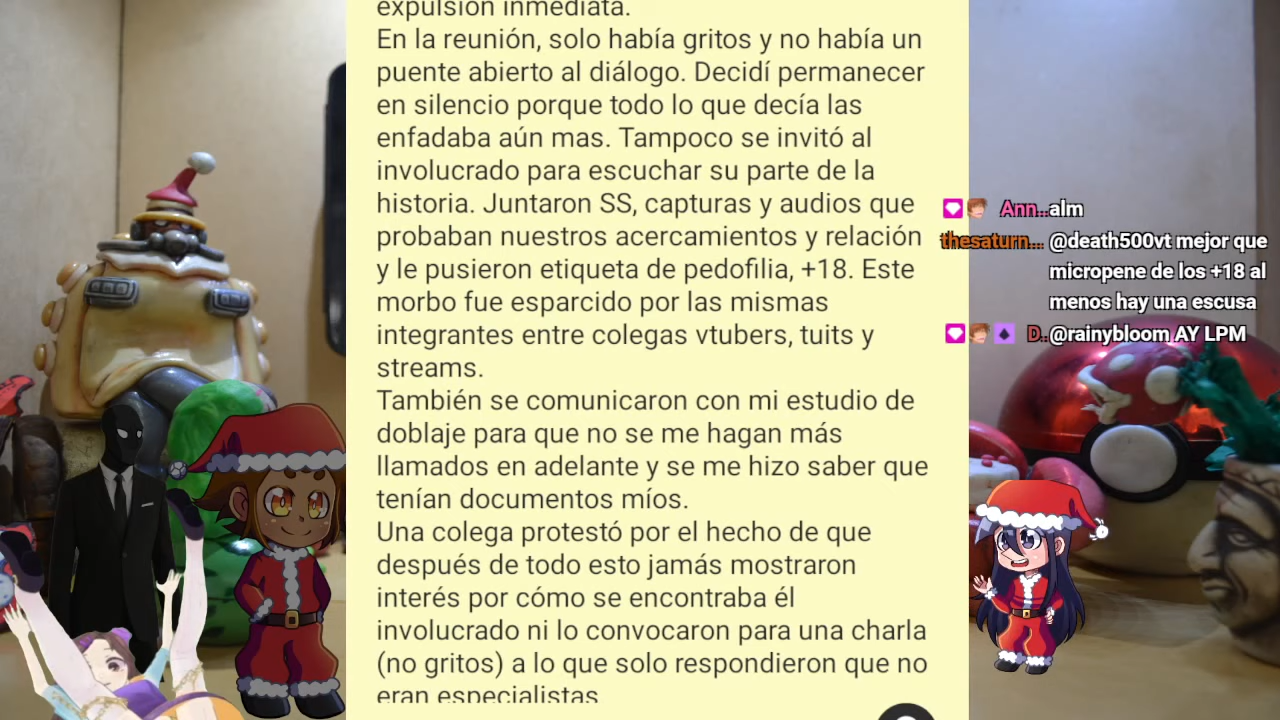 expulsión inmediata.
En la reunión, solo había gritos y no había un
puente abierto al diálogo. Decidí permanecer
en silencio porque todo lo que decía las
enfadaba aún mas. Tampoco se invitó al
involucrado para escuchar su parte de la
historia. Juntaron SS, capturas y audios que
probaban nuestros acercamientos y relación
y le pusieron etiqueta de pedofilia, +18. Este
morbo fue esparcido por las mismas
integrantes entre colegas vtubers, tuits y
streams.
También se comunicaron con mi estudio de
doblaje para que no se me hagan más
llamados en adelante y se me hizo saber que
tenían documentos míos.
Una colega protestó por el hecho de que
después de todo esto jamás mostraron
interés por cómo se encontraba él
involucrado ni lo convocaron para una charla
(no gritos) a lo que solo respondieron que no
eran especialistas
Ann...alm
thesaturn... @death500vt mejor que
micropene de los +18 al
menos hay una escusa
D..@rainybloom AY LPM